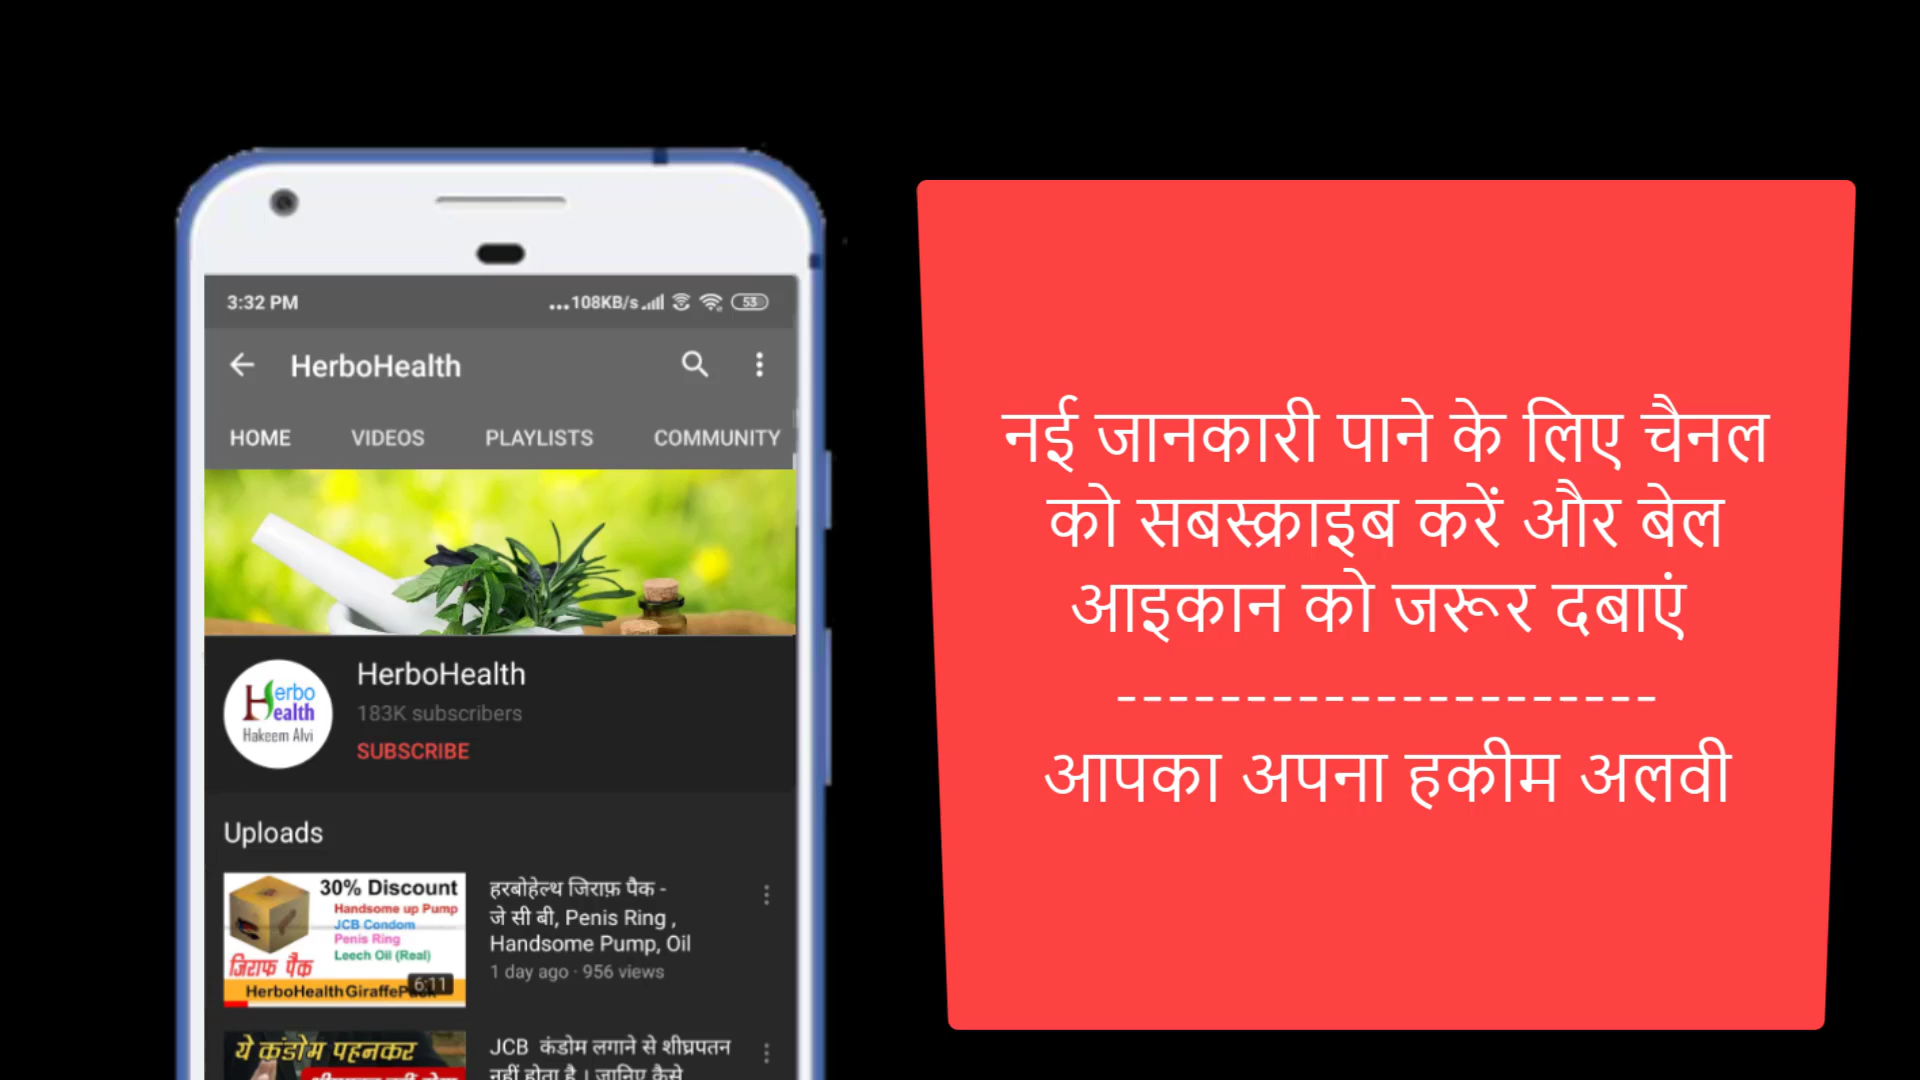 3:32 PM
...108KB/s
53
HerboHealth
HOME VIDEOS PLAYLISTS COMMUNITY
Herbo
Health
Hakeem Alvi
HerboHealth
183K subscribers
SUBSCRIBE
Uploads
30% Discount
Handsome up Pump
JCB Condom
Penis Ring
Leech Oil (Real)
जिराफ पैक
6:11
HerboHealth GiraffePack
हरबोहेल्थ जिराफ़ पैक -
जे सी बी, Penis Ring ,
Handsome Pump, Oil
1 day ago · 956 views
ये कंडोम पहनकर
JCB कंडोम लगाने से शीघ्रपतन
नहीं होता है । जानिए कैसे
नई जानकारी पाने के लिए चैनल
को सबस्क्राइब करें और बेल
आइकान को जरूर दबाएं
---------------------
आपका अपना हकीम अलवी